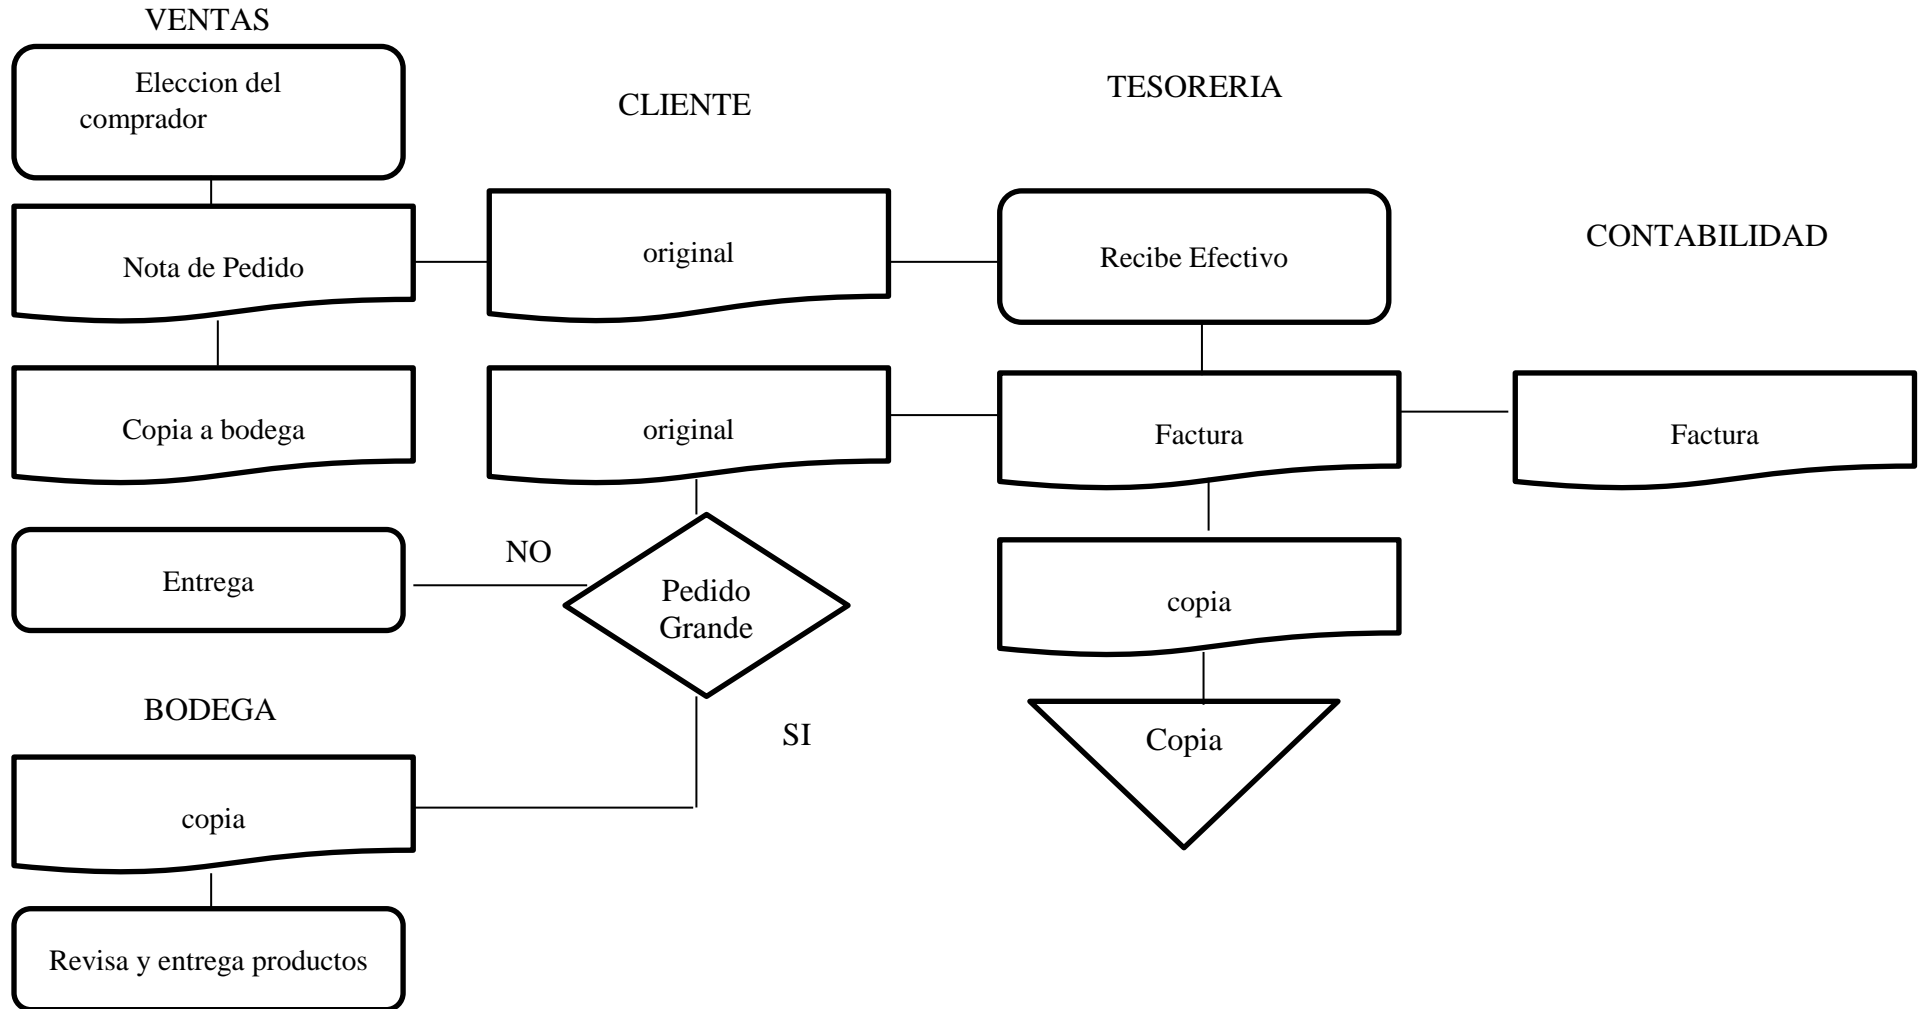 VENTAS
Eleccion del
comprador
CLIENTE
TESORERIA
CONTABILIDAD
Nota de Pedido
original
Recibe Efectivo
Copia a bodega
original
Factura
Factura
Entrega
NO
Pedido
Grande
copia
BODEGA
SI
Copia
copia
Revisa y entrega productos